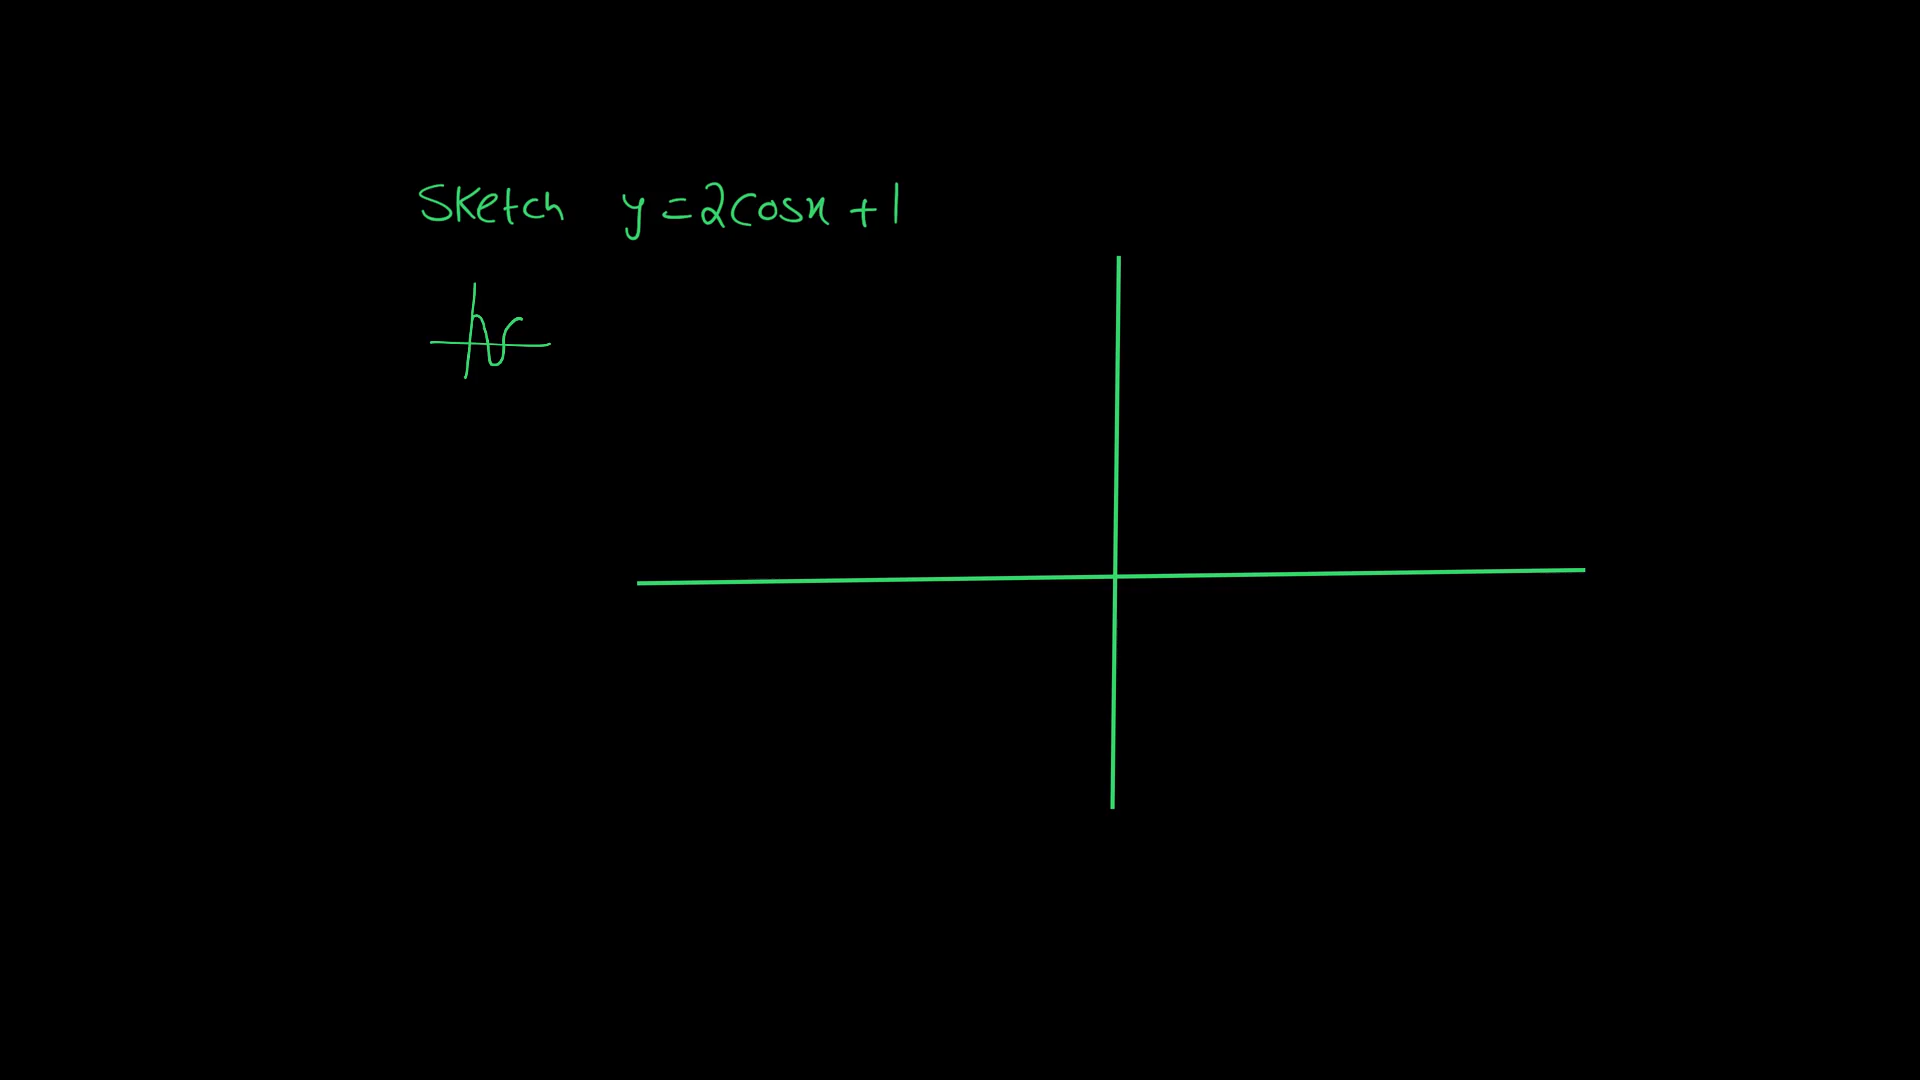 Sketch y = 2cosx + 1